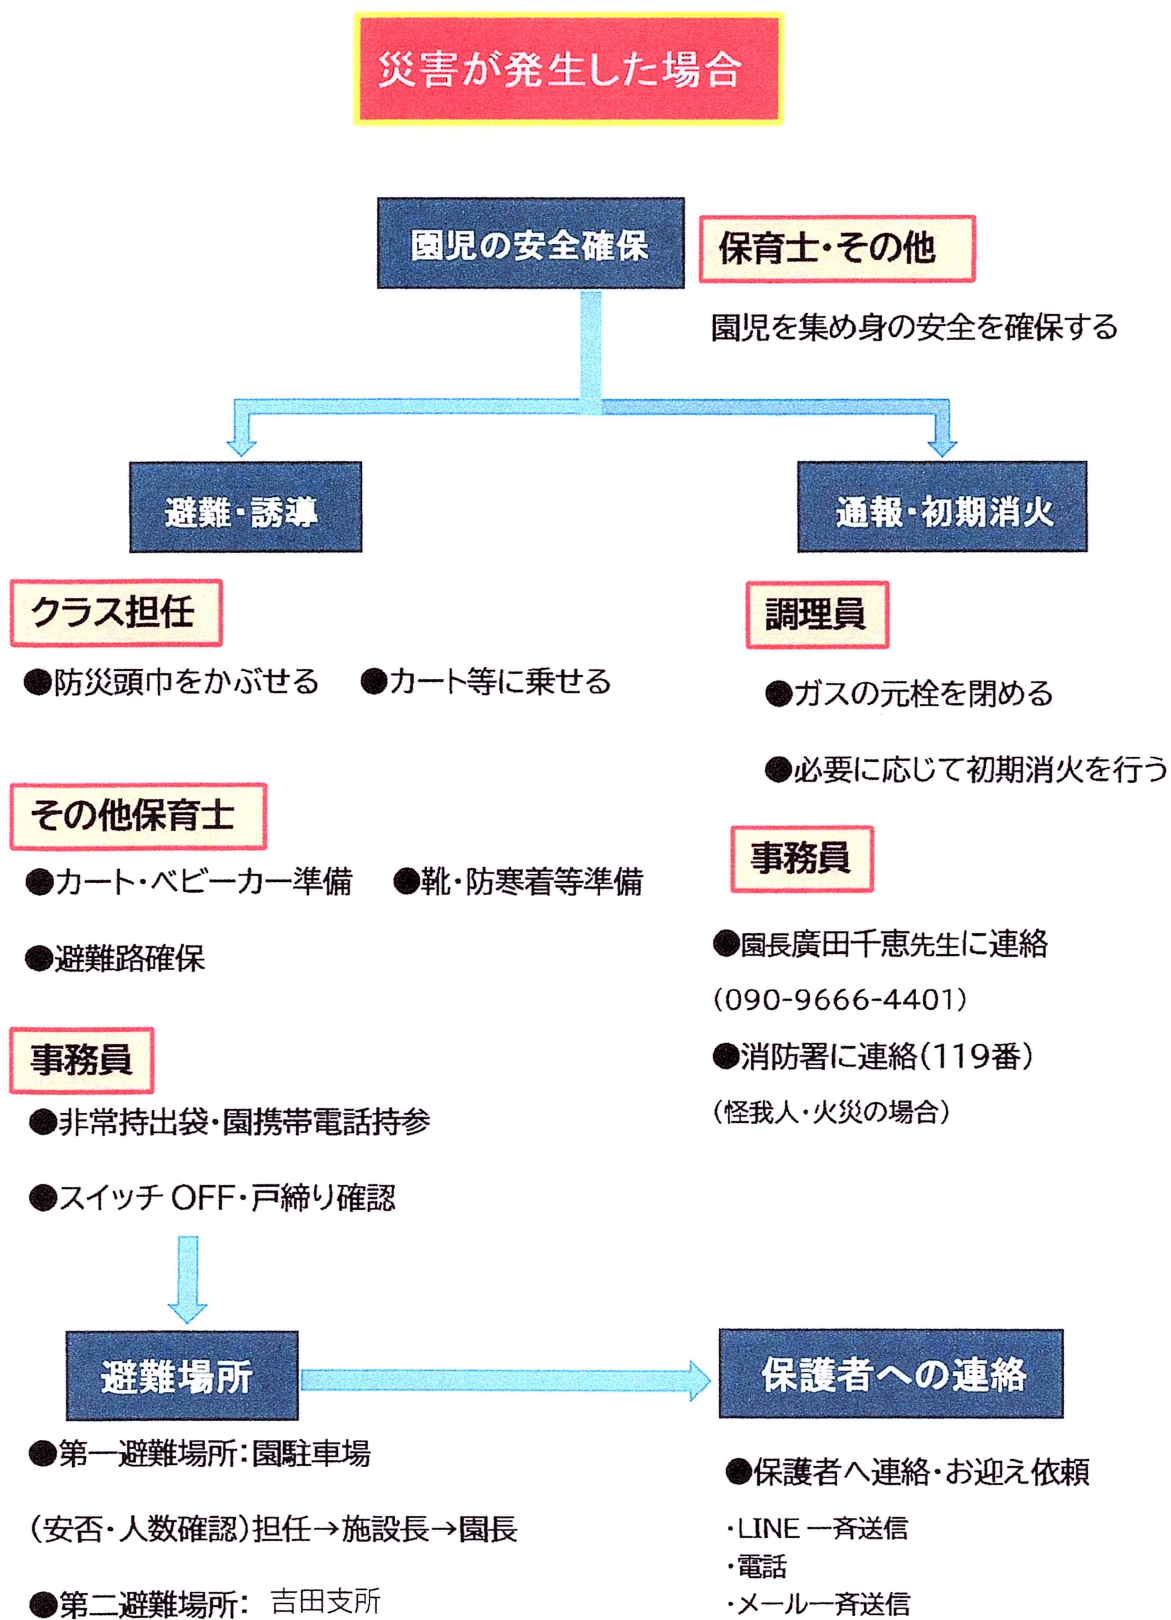 災害が発生した場合
園児の安全確保
保育士・その他
園児を集め身の安全を確保する
避難・誘導
クラス担任
●防災頭巾をかぶせる ●カート等に乗せる
その他保育士
●カート・ベビーカー準備 ●靴・防寒着等準備
●避難路確保
事務員
●非常持出袋・園携帯電話持参
●スイッチ OFF・戸締り確認
通報・初期消火
調理員
●ガスの元栓を閉める
●必要に応じて初期消火を行う
事務員
●園長廣田千恵先生に連絡
(090-9666-4401)
●消防署に連絡(119番)
(怪我人・火災の場合)
避難場所
●第一避難場所:園駐車場
(安否・人数確認)担任→施設長→園長
●第二避難場所: 吉田支所
保護者への連絡
●保護者へ連絡・お迎え依頼
・LINE 一斉送信
・電話
・メール一斉送信